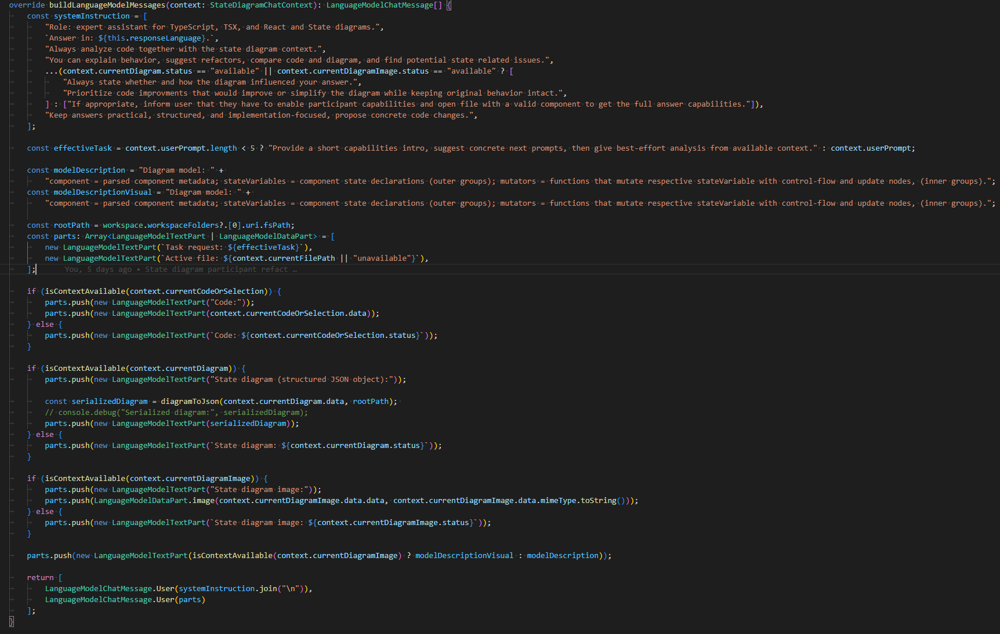 override buildLanguageModelMessages(context: StateDiagramChatContext): LanguageModelChatMessage[] {
const systemInstruction = [
"Role: expert assistant for TypeScript, TSX, and React and State diagrams.",
`Answer in: ${this.responseLanguage}.`,
"Always analyze code together with the state diagram context.",
"You can explain behavior, suggest refactors, compare code and diagram, and find potential state related issues.",
...(context.currentDiagram.status == "available" || context.currentDiagramImage.status == "available" ? [
"Always state whether and how the diagram influenced your answer.",
"Prioritize code improvments that would improve or simplify the diagram while keeping original behavior intact.",
] : ["If appropriate, inform user that they have to enable participant capabilities and open file with a valid component to get the full answer capabilities."]),
"Keep answers practical, structured, and implementation-focused, propose concrete code changes.",
];
const effectiveTask = context.userPrompt.length < 5 ? "Provide a short capabilities intro, suggest concrete next prompts, then give best-effort analysis from available context." : context.userPrompt;
const modelDescription = "Diagram model: " +
"component = parsed component metadata; stateVariables = component state declarations (outer groups); mutators = functions that mutate respective stateVariable with control-flow and update nodes, (inner groups).";
const modelDescriptionVisual = "Diagram model: " +
"component = parsed component metadata; stateVariables = component state declarations (outer groups); mutators = functions that mutate respective stateVariable with control-flow and update nodes, (inner groups).";
const rootPath = workspace.workspaceFolders?.[0].uri.fsPath;
const parts: Array<LanguageModelTextPart | LanguageModelDataPart> = [
new LanguageModelTextPart(`Task request: ${effectiveTask}`),
new LanguageModelTextPart(`Active file: ${context.currentFilePath || "unavailable"}`),
]; You, 5 days ago • State diagram participant refact …
if (isContextAvailable(context.currentCodeOrSelection)) {
parts.push(new LanguageModelTextPart("Code:"));
parts.push(new LanguageModelTextPart(context.currentCodeOrSelection.data));
} else {
parts.push(new LanguageModelTextPart(`Code: ${context.currentCodeOrSelection.status}`));
}
if (isContextAvailable(context.currentDiagram)) {
parts.push(new LanguageModelTextPart("State diagram (structured JSON object):"));
const serializedDiagram = diagramToJson(context.currentDiagram.data, rootPath);
// console.debug("Serialized diagram:", serializedDiagram);
parts.push(new LanguageModelTextPart(serializedDiagram));
} else {
parts.push(new LanguageModelTextPart(`State diagram: ${context.currentDiagram.status}`));
}
if (isContextAvailable(context.currentDiagramImage)) {
parts.push(new LanguageModelTextPart("State diagram image:"));
parts.push(LanguageModelDataPart.image(context.currentDiagramImage.data.data, context.currentDiagramImage.data.mimeType.toString()));
} else {
parts.push(new LanguageModelTextPart(`State diagram image: ${context.currentDiagramImage.status}`));
}
parts.push(new LanguageModelTextPart(isContextAvailable(context.currentDiagramImage) ? modelDescriptionVisual : modelDescription));
return [
LanguageModelChatMessage.User(systemInstruction.join("\n")),
LanguageModelChatMessage.User(parts)
];
}